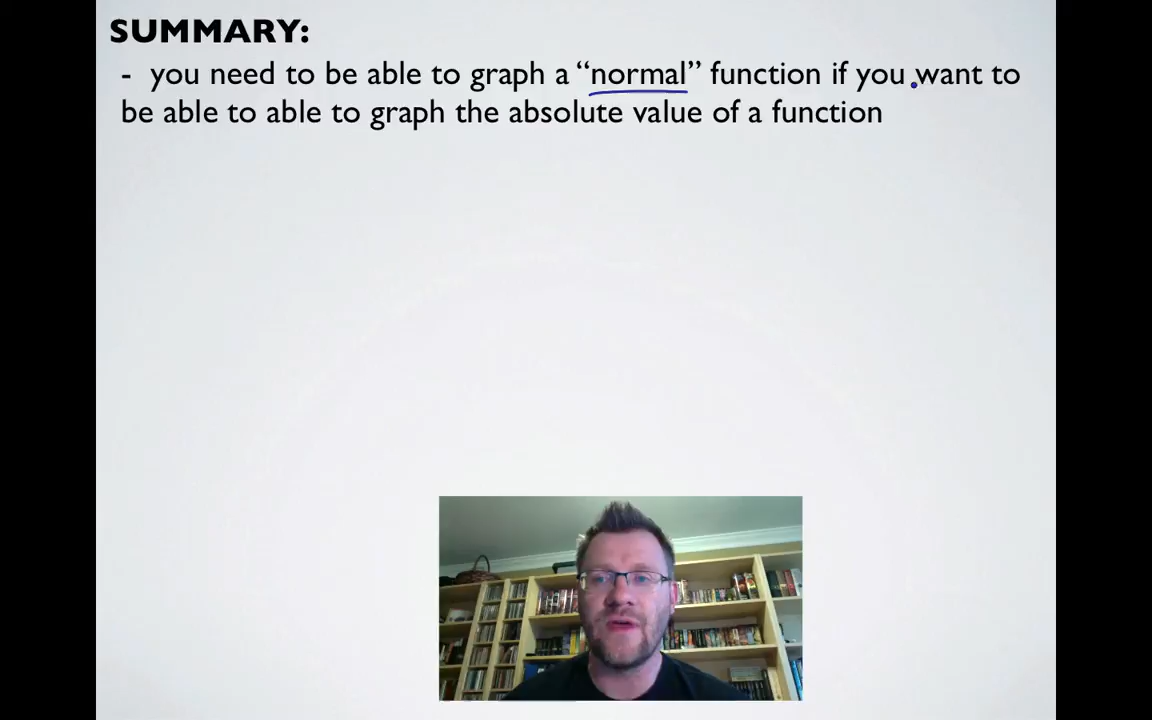 SUMMARY:
- you need to be able to graph a “normal” function if you want to
be able to able to graph the absolute value of a function